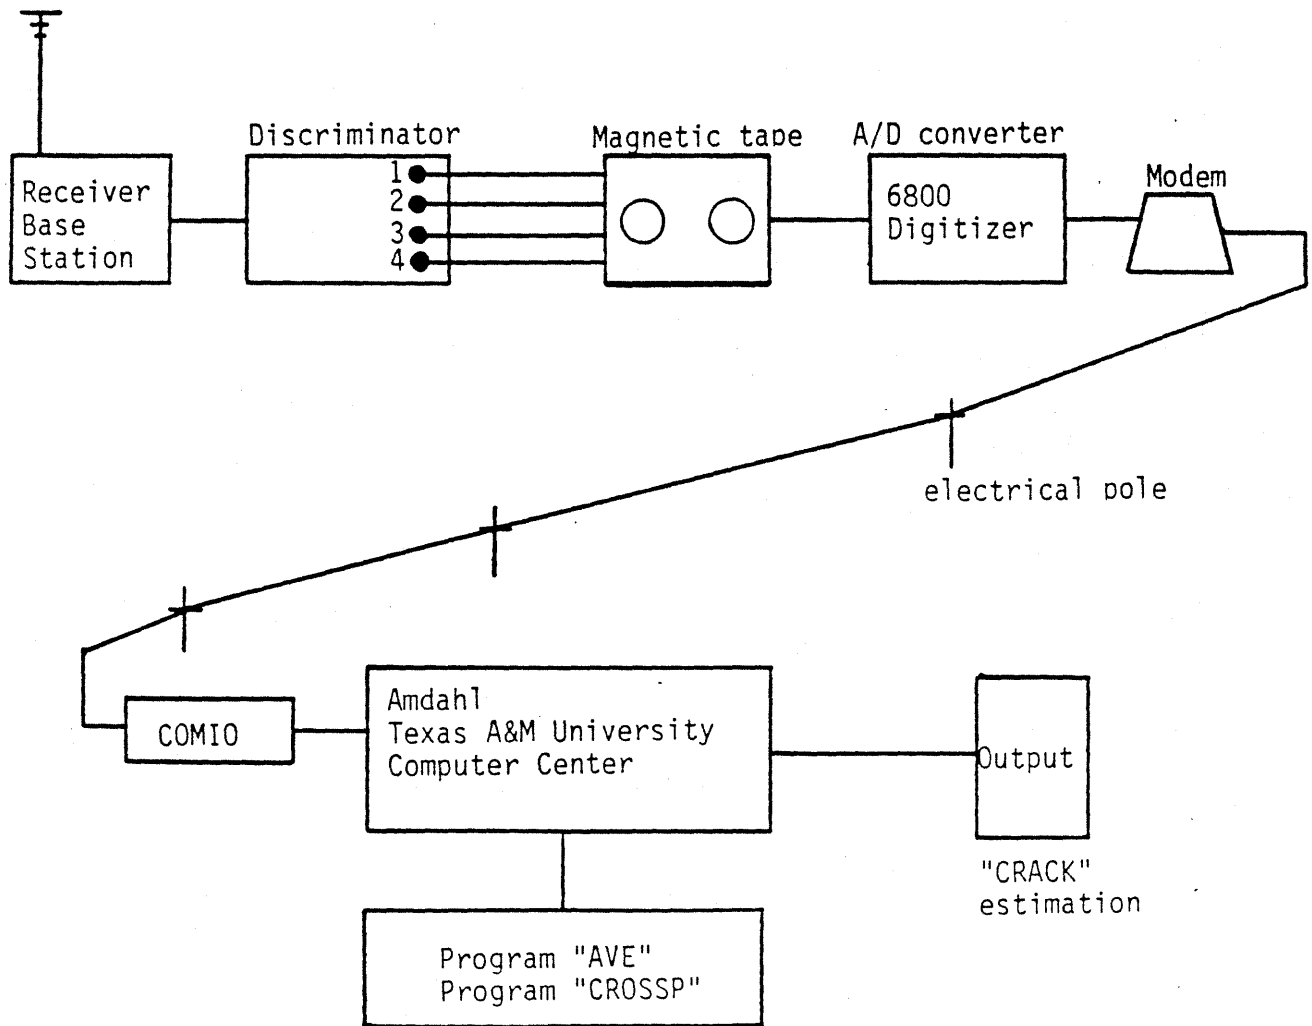 Discriminator
Magnetic tape
A/D converter
Modem
Receiver
Base
Station
1
2
3
4
6800
Digitizer
electrical pole
COMIO
Amdahl
Texas A&M University
Computer Center
Output
"CRACK"
estimation
Program "AVE"
Program "CROSSP"